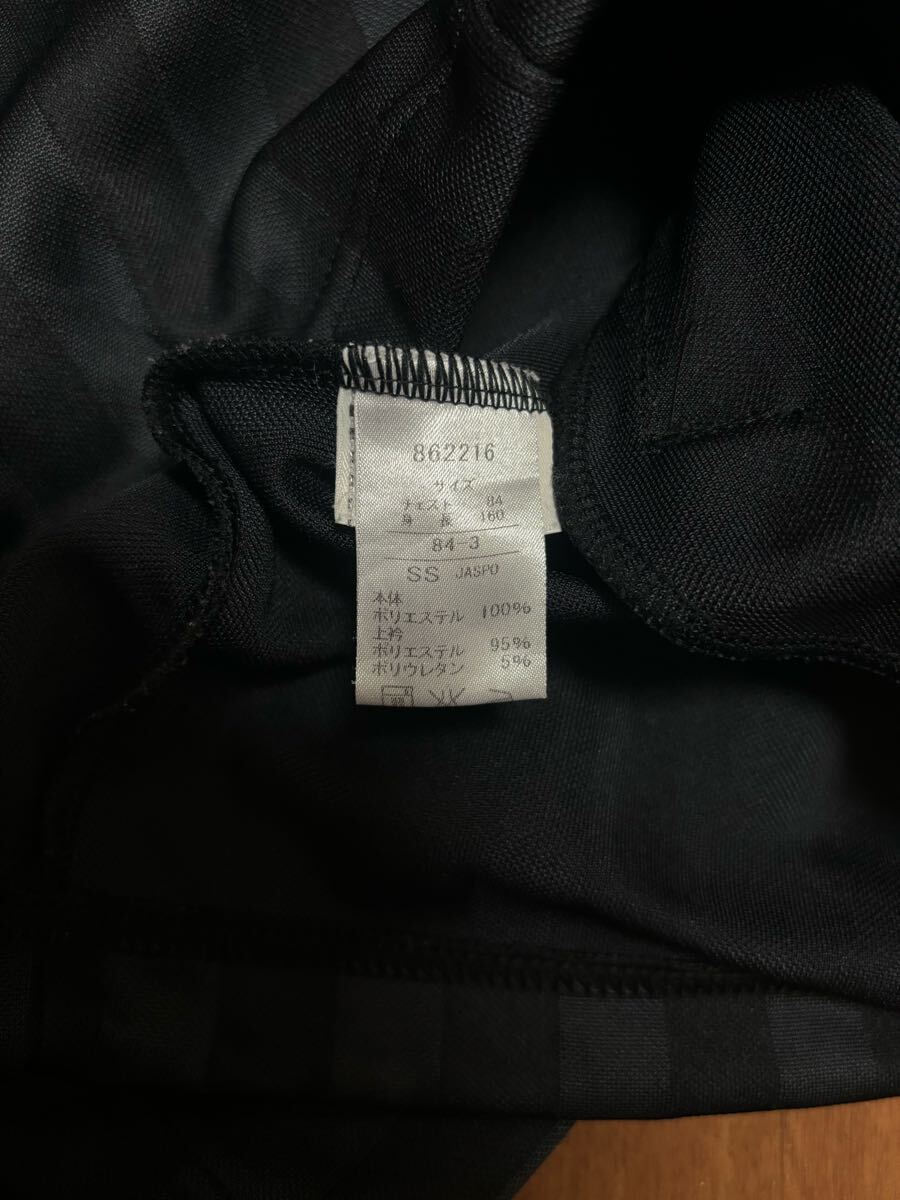 862216
サイズ
チェスト 84
身長 160
84-3
SS JASPO
本体
ポリエステル 100%
上衿
ポリエステル 95%
ポリウレタン 5%